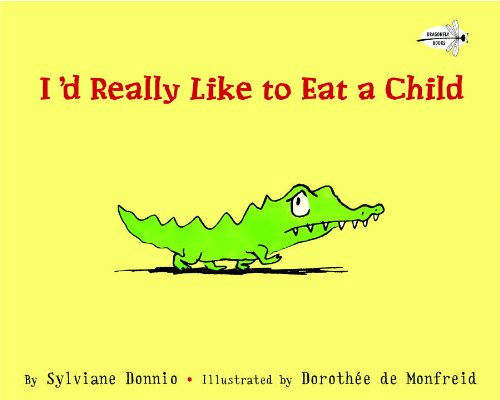 DRAGONFLY
BOOKS
I'd Really Like to Eat a Child
By Sylviane Donnio • Illustrated by Dorothée de Monfreid